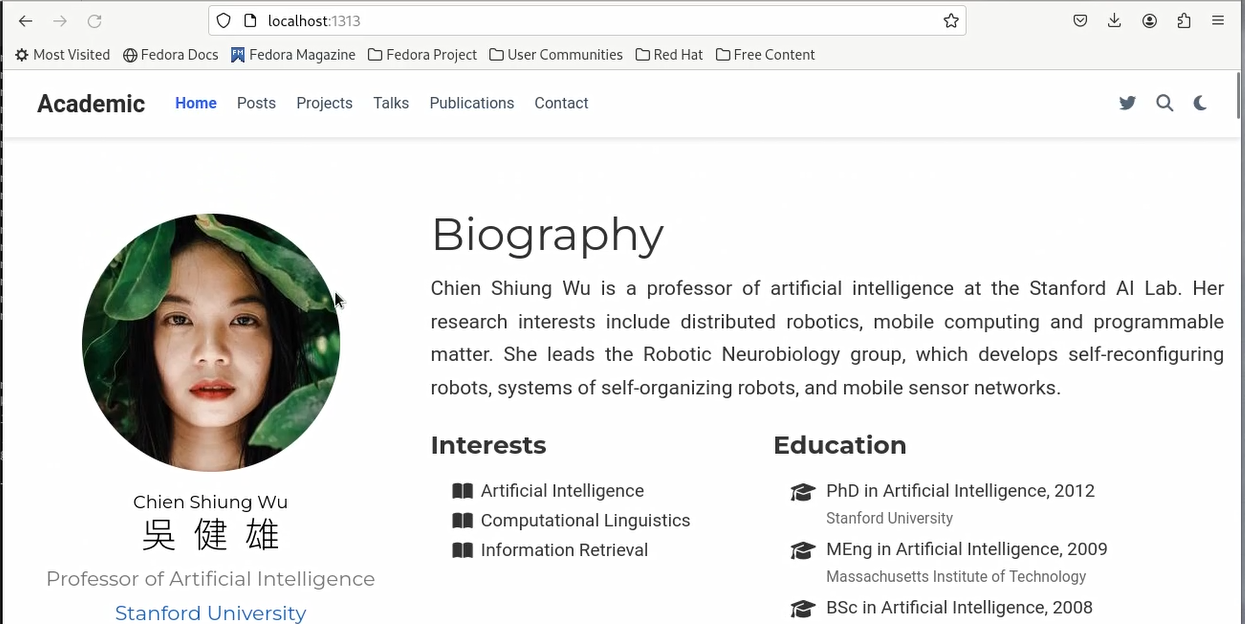 localhost:1313
Most Visited Fedora Docs Fedora Magazine Fedora Project User Communities Red Hat Free Content
Academic Home Posts Projects Talks Publications Contact
Biography
Chien Shiung Wu is a professor of artificial intelligence at the Stanford AI Lab. Her
research interests include distributed robotics, mobile computing and programmable
matter. She leads the Robotic Neurobiology group, which develops self-reconfiguring
robots, systems of self-organizing robots, and mobile sensor networks.
Interests
Artificial Intelligence
Computational Linguistics
Information Retrieval
Education
PhD in Artificial Intelligence, 2012
Stanford University
MEng in Artificial Intelligence, 2009
Massachusetts Institute of Technology
BSc in Artificial Intelligence, 2008
Chien Shiung Wu
吳健雄
Professor of Artificial Intelligence
Stanford University